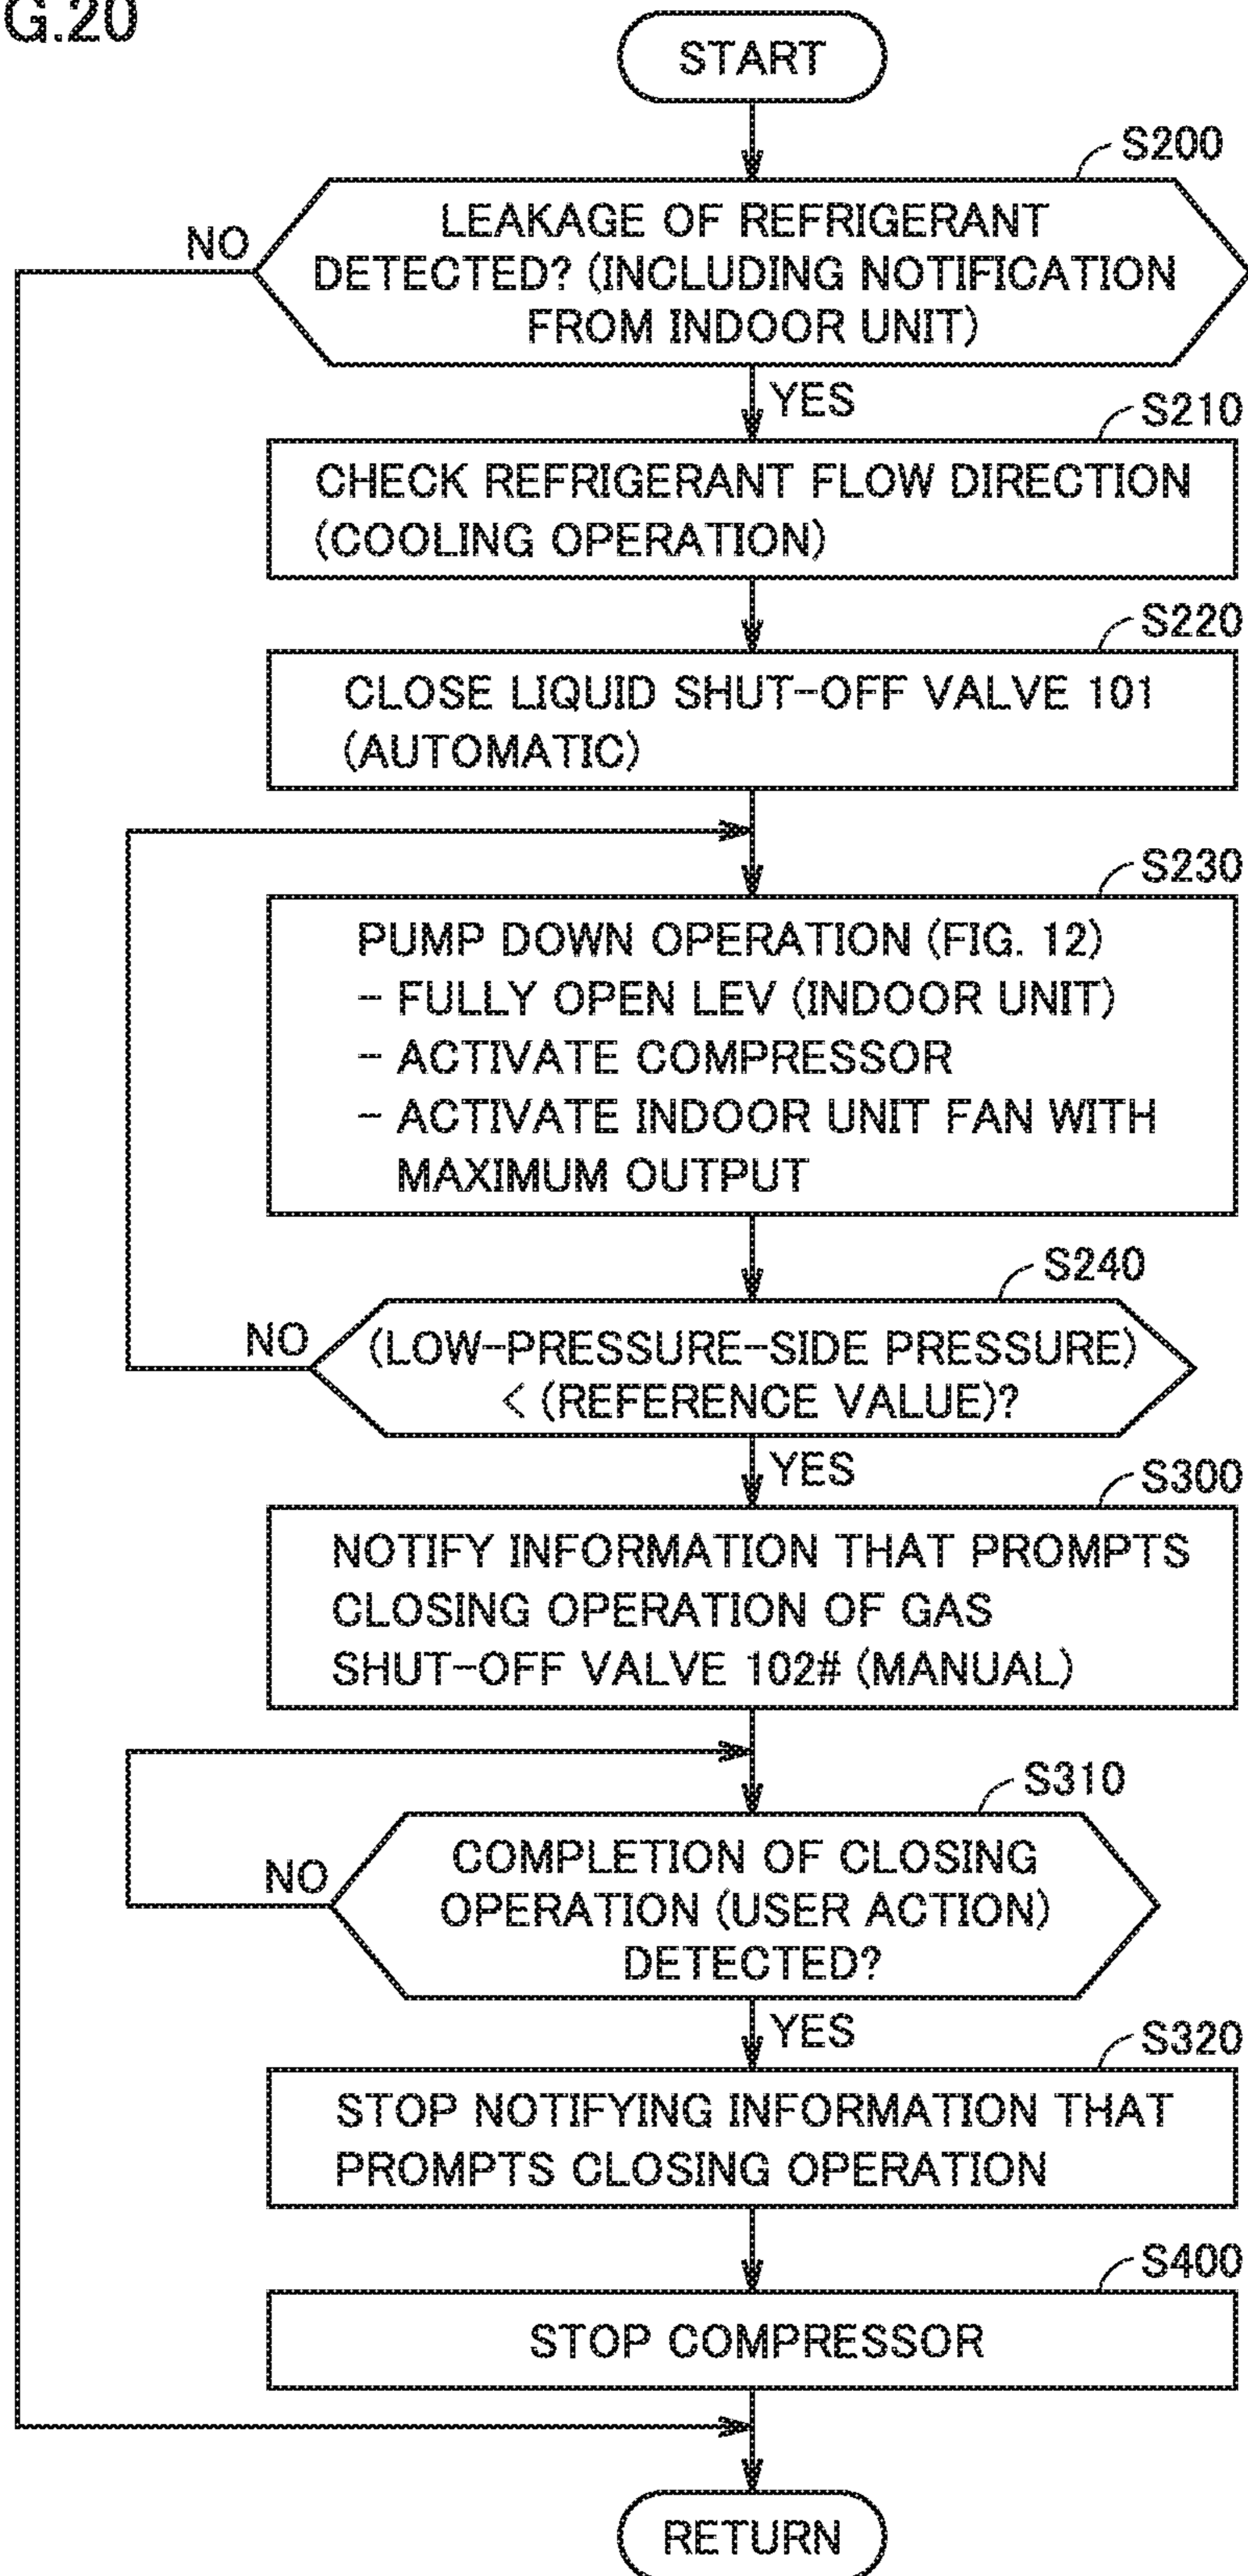 G.20
START
S200
NO
LEAKAGE OF REFRIGERANT
DETECTED? (INCLUDING NOTIFICATION
FROM INDOOR UNIT)
YES
S210
CHECK REFRIGERANT FLOW DIRECTION
(COOLING OPERATION)
S220
CLOSE LIQUID SHUT-OFF VALVE 101
(AUTOMATIC)
S230
PUMP DOWN OPERATION (FIG. 12)
- FULLY OPEN LEV (INDOOR UNIT)
- ACTIVATE COMPRESSOR
- ACTIVATE INDOOR UNIT FAN WITH
MAXIMUM OUTPUT
S240
NO
(LOW-PRESSURE-SIDE PRESSURE)
< (REFERENCE VALUE)?
YES
S300
NOTIFY INFORMATION THAT PROMPTS
CLOSING OPERATION OF GAS
SHUT-OFF VALVE 102# (MANUAL)
S310
NO
COMPLETION OF CLOSING
OPERATION (USER ACTION)
DETECTED?
YES
S320
STOP NOTIFYING INFORMATION THAT
PROMPTS CLOSING OPERATION
S400
STOP COMPRESSOR
RETURN